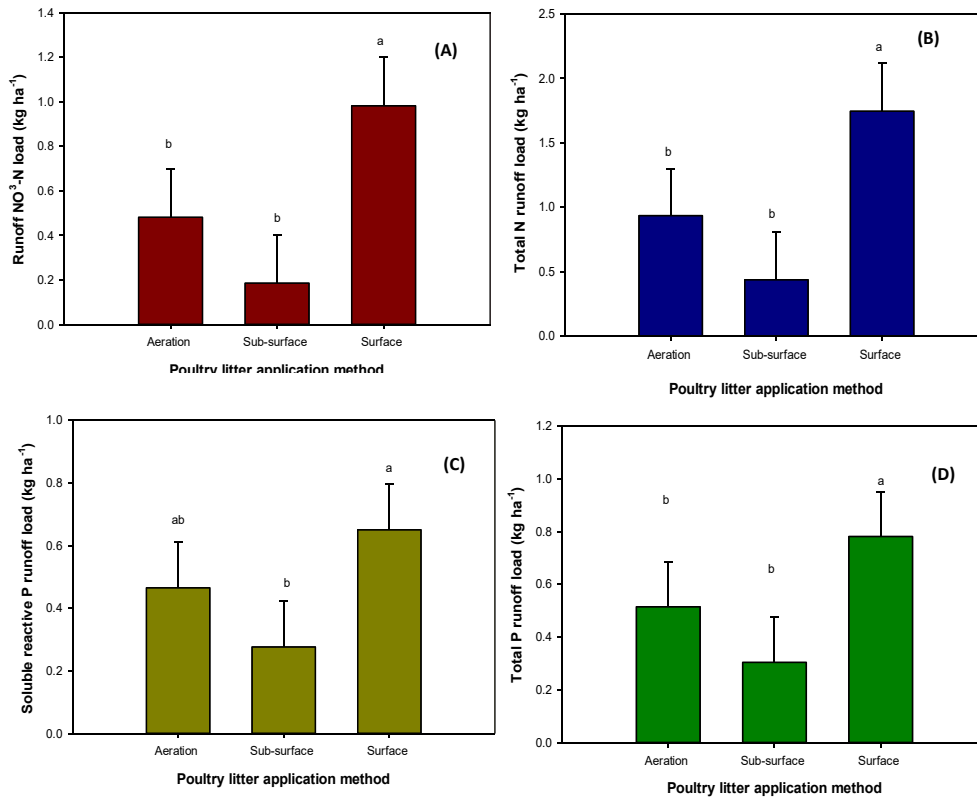 Runoff NO³-N load (kg ha⁻¹)
1.4
1.2
1.0
0.8
0.6
0.4
0.2
0.0
(A)
b
b
a
Aeration Sub-surface Surface
Poultry litter application method
Total N runoff load (kg ha⁻¹)
2.5
2.0
1.5
1.0
0.5
0.0
(B)
b
b
a
Aeration Sub-surface Surface
Poultry litter application method
Soluble reactive P runoff load (kg ha⁻¹)
1.0
0.8
0.6
0.4
0.2
0.0
(C)
ab
b
a
Aeration Sub-surface Surface
Poultry litter application method
Total P runoff load (kg ha⁻¹)
1.2
1.0
0.8
0.6
0.4
0.2
0.0
(D)
b
b
a
Aeration Sub-surface Surface
Poultry litter application method